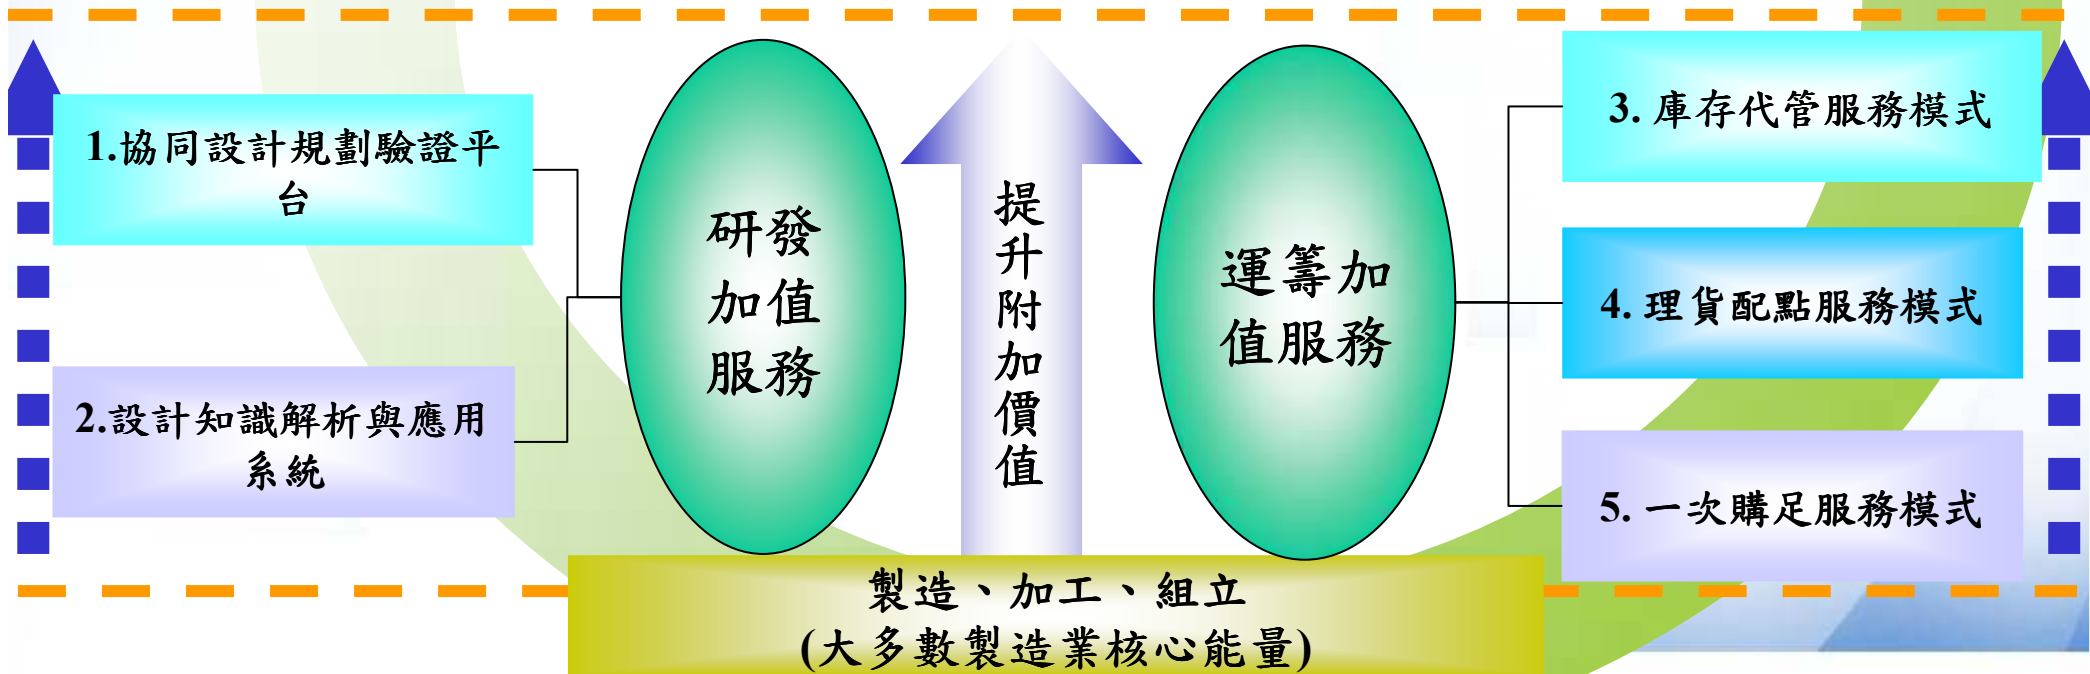 1.協同設計規劃驗證平
台
2.設計知識解析與應用
系統
研發
加值
服務
提升附加價值
運籌加
值服務
3. 庫存代管服務模式
4. 理貨配點服務模式
5. 一次購足服務模式
製造、加工、組立
(大多數製造業核心能量)